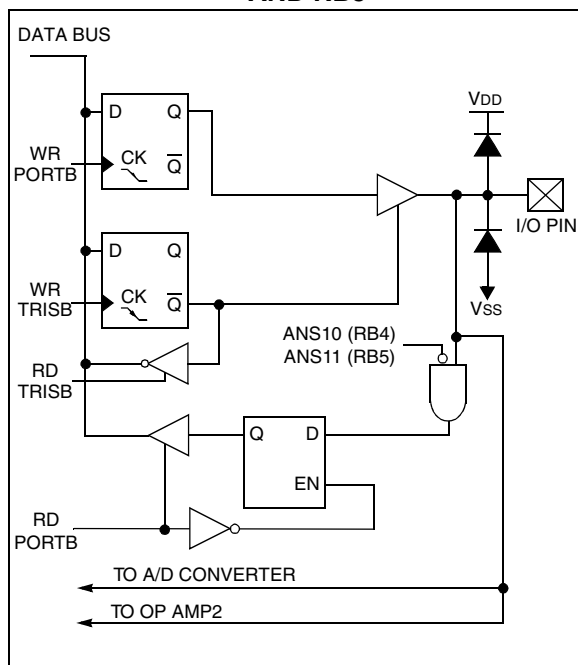 AND RB5
DATA BUS
D Q
WR
PORTB
CK
Q
VDD
I/O PIN
D Q
WR
TRISB
CK
Q
VSS
ANS10 (RB4)
ANS11 (RB5)
RD
TRISB
Q D
EN
RD
PORTB
TO A/D CONVERTER
TO OP AMP2